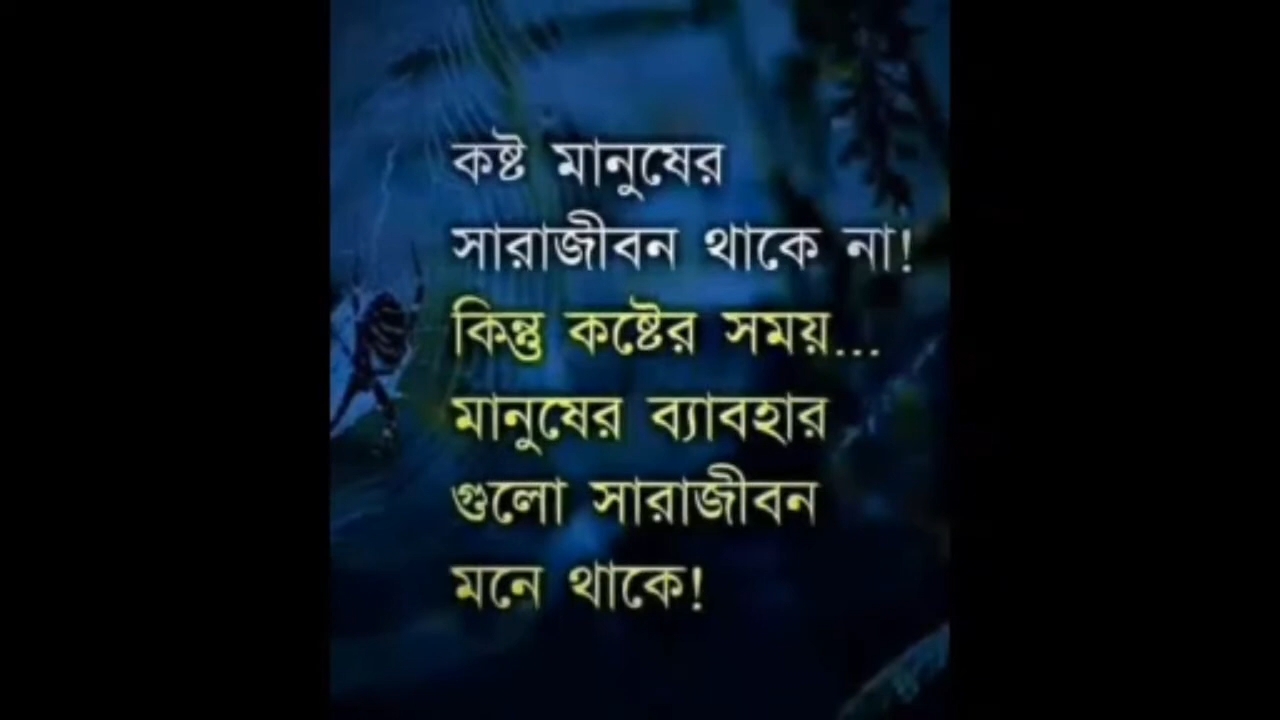 কষ্ট মানুষের
সারাজীবন থাকে না!
কিন্তু কষ্টের সময়...
মানুষের ব্যাবহার
গুলো সারাজীবন
মনে থাকে!